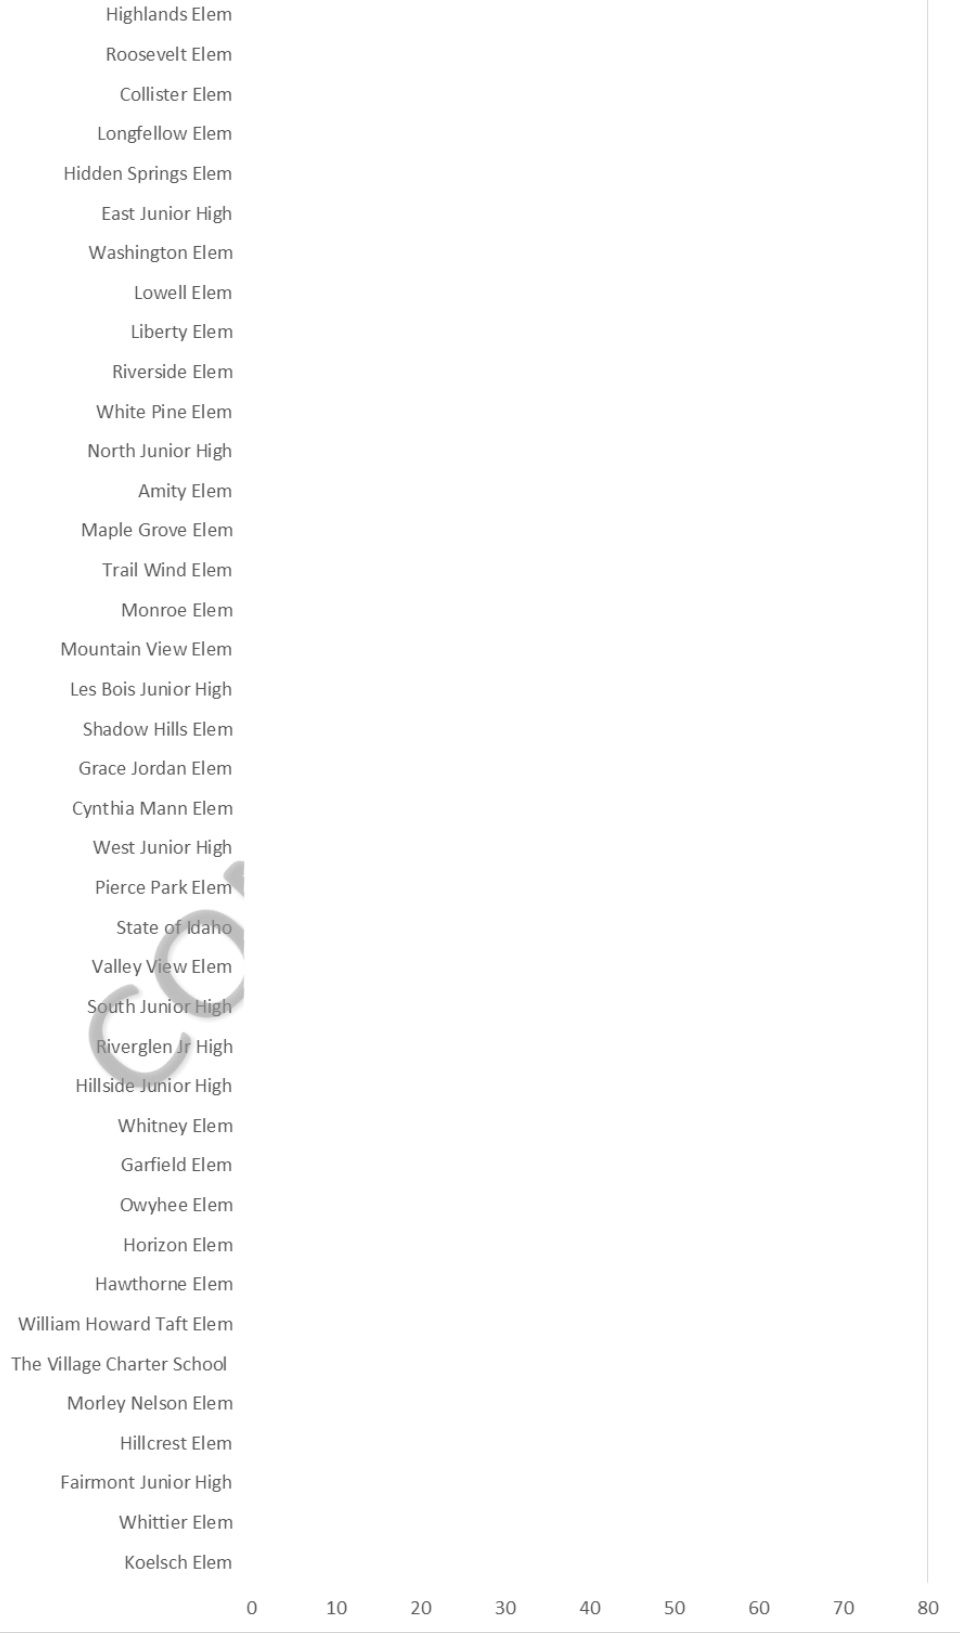 Highlands Elem
Roosevelt Elem
Collister Elem
Longfellow Elem
Hidden Springs Elem
East Junior High
Washington Elem
Lowell Elem
Liberty Elem
Riverside Elem
White Pine Elem
North Junior High
Amity Elem
Maple Grove Elem
Trail Wind Elem
Monroe Elem
Mountain View Elem
Les Bois Junior High
Shadow Hills Elem
Grace Jordan Elem
Cynthia Mann Elem
West Junior High
Pierce Park Elem
State of Idaho
Valley View Elem
South Junior High
Riverglen Jr High
Hillside Junior High
Whitney Elem
Garfield Elem
Owyhee Elem
Horizon Elem
Hawthorne Elem
William Howard Taft Elem
The Village Charter School
Morley Nelson Elem
Hillcrest Elem
Fairmont Junior High
Whittier Elem
Koelsch Elem
0 10 20 30 40 50 60 70 80